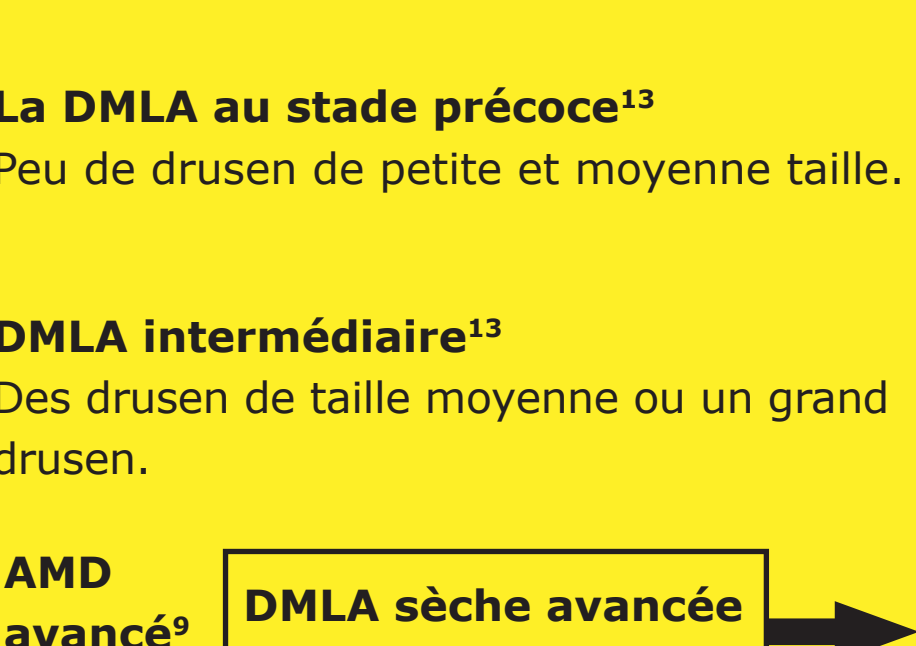 La DMLA au stade précoce¹³
Peu de drusen de petite et moyenne taille.
DMLA intermédiaire¹³
Des drusen de taille moyenne ou un grand
drusen.
AMD
avancé⁹
DMLA sèche avancée